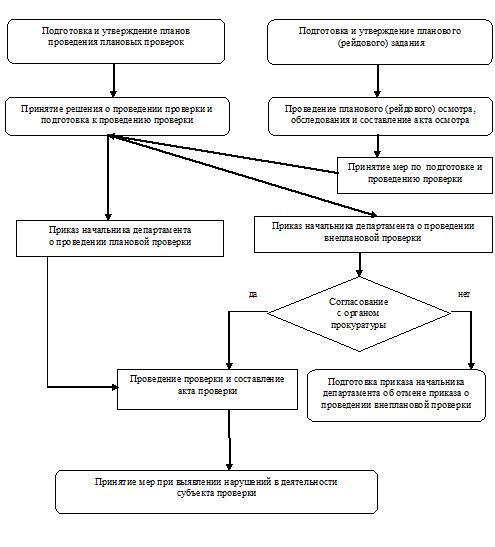 Подготовка и утверждение планов
проведения плановых проверок
Подготовка и утверждение планового
(рейдового) задания
Принятие решения о проведении проверки и
подготовка к проведению проверки
Проведение планового (рейдового) осмотра,
обследования и составление акта осмотра
Принятие мер по подготовке и
проведению проверки
Приказ начальника департамента
о проведении плановой проверки
Приказ начальника департамента о проведении
внеплановой проверки
да
нет
Согласование
с органом
прокуратуры
Проведение проверки и составление
акта проверки
Подготовка приказа начальника
департамента об отмене приказа о
проведении внеплановой проверки
Принятие мер при выявлении нарушений в деятельности
субъекта проверки